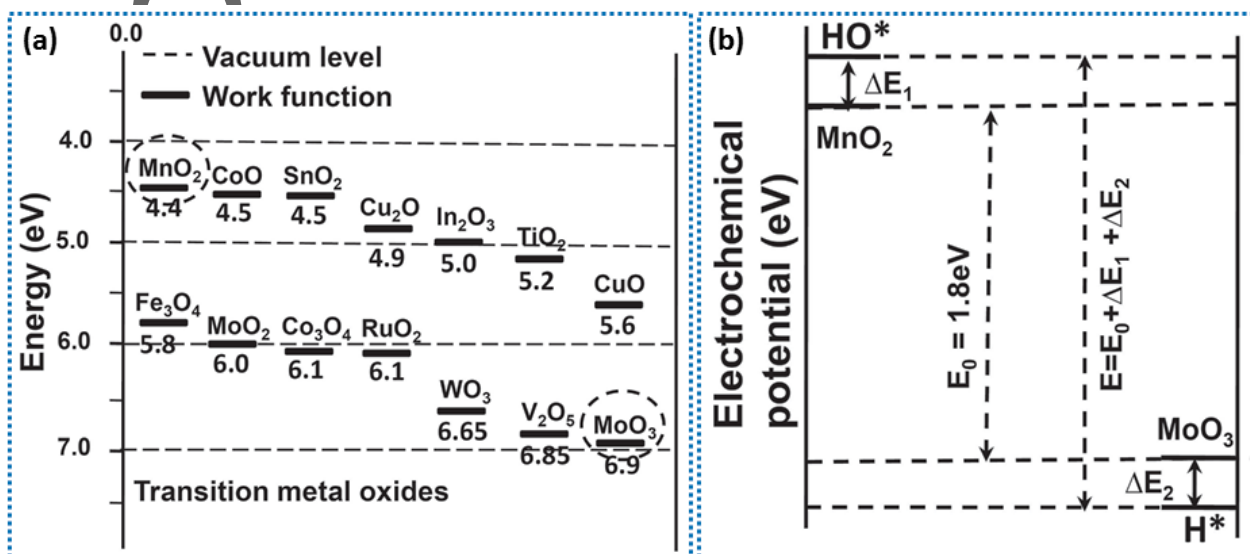 (a)
0.0
Vacuum level
Work function
Energy (eV)
4.0
5.0
6.0
7.0
MnO₂
4.4
CoO
4.5
SnO₂
4.5
Cu₂O
4.9
In₂O₃
5.0
TiO₂
5.2
CuO
5.6
Fe₃O₄
5.8
MoO₂
6.0
Co₃O₄
6.1
RuO₂
6.1
WO₃
6.65
V₂O₅
6.85
MoO₃
6.9
Transition metal oxides
(b)
Electrochemical
potential (eV)
HO*
ΔE₁
MnO₂
E₀ = 1.8eV
E=E₀+ΔE₁ +ΔE₂
MoO₃
ΔE₂
H*